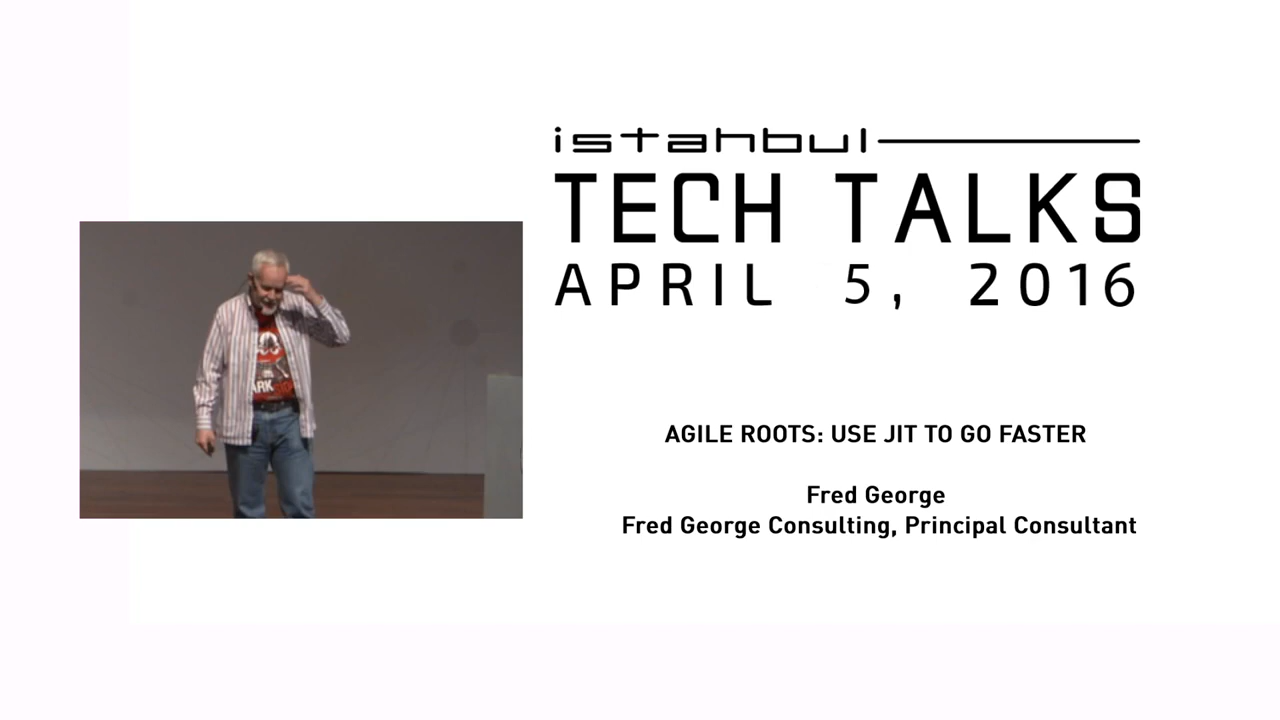 istanbul
TECH TALKS
APRIL 5, 2016
AGILE ROOTS: USE JIT TO GO FASTER
Fred George
Fred George Consulting, Principal Consultant